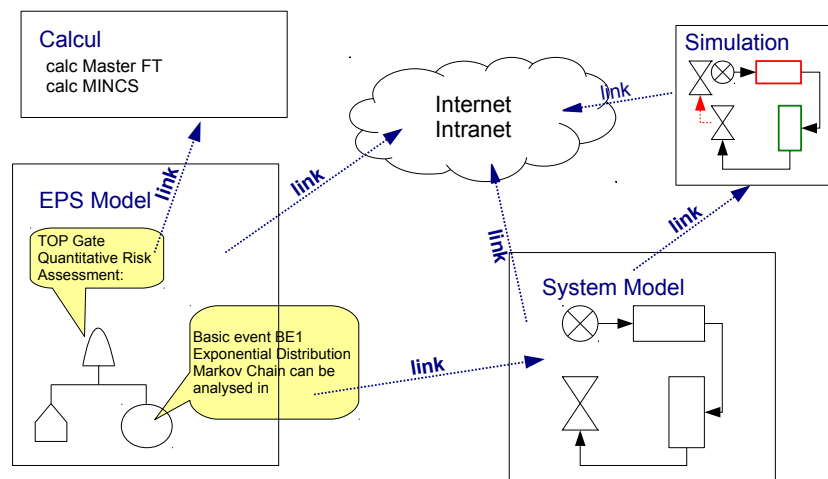 Calcul
calc Master FT
calc MINCS
Simulation
link
Internet
Intranet
link
link
link
link
EPS Model
TOP Gate
Quantitative Risk
Assessment:
System Model
Basic event BE1
Exponential Distribution
Markov Chain can be
analysed in
link